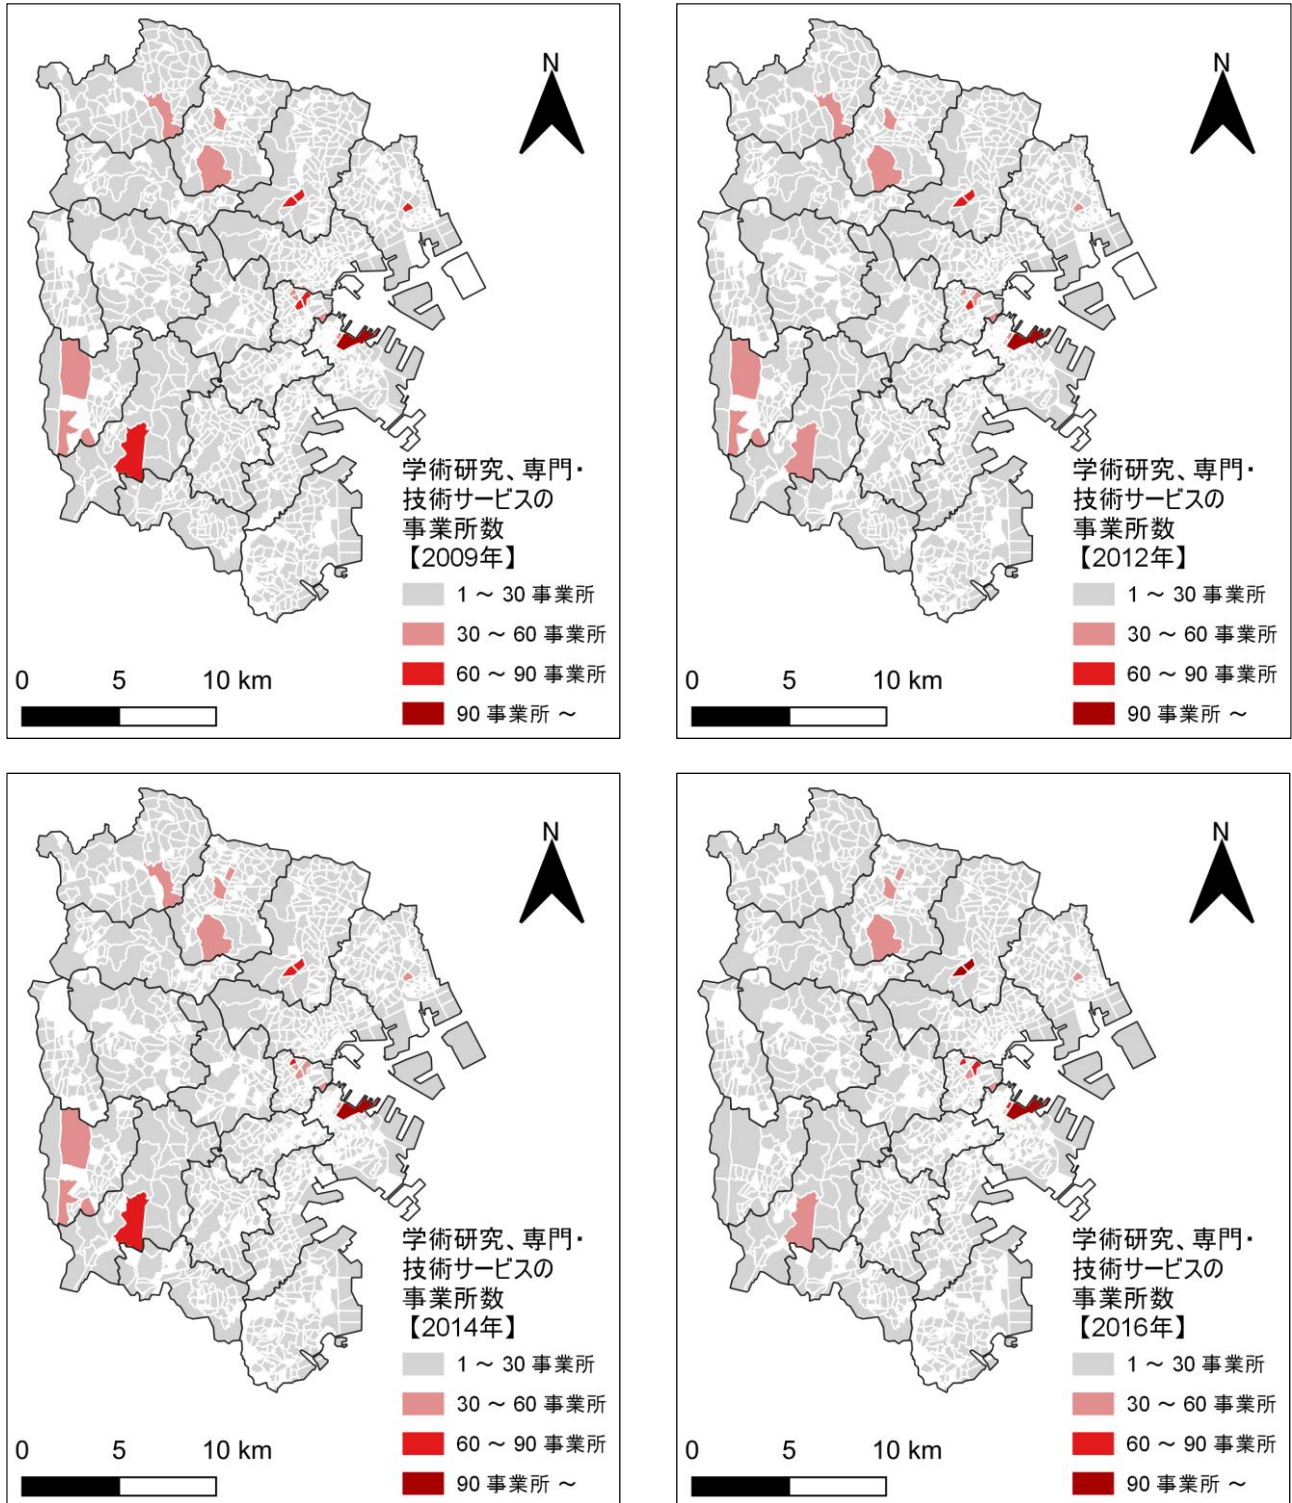 N
学術研究、専門・
技術サービスの
事業所数
【2009年】
1 ～ 30 事業所
30 ～ 60 事業所
60 ～ 90 事業所
90 事業所 ～
0 5 10 km
N
学術研究、専門・
技術サービスの
事業所数
【2012年】
1 ～ 30 事業所
30 ～ 60 事業所
60 ～ 90 事業所
90 事業所 ～
0 5 10 km
N
学術研究、専門・
技術サービスの
事業所数
【2014年】
1 ～ 30 事業所
30 ～ 60 事業所
60 ～ 90 事業所
90 事業所 ～
0 5 10 km
N
学術研究、専門・
技術サービスの
事業所数
【2016年】
1 ～ 30 事業所
30 ～ 60 事業所
60 ～ 90 事業所
90 事業所 ～
0 5 10 km